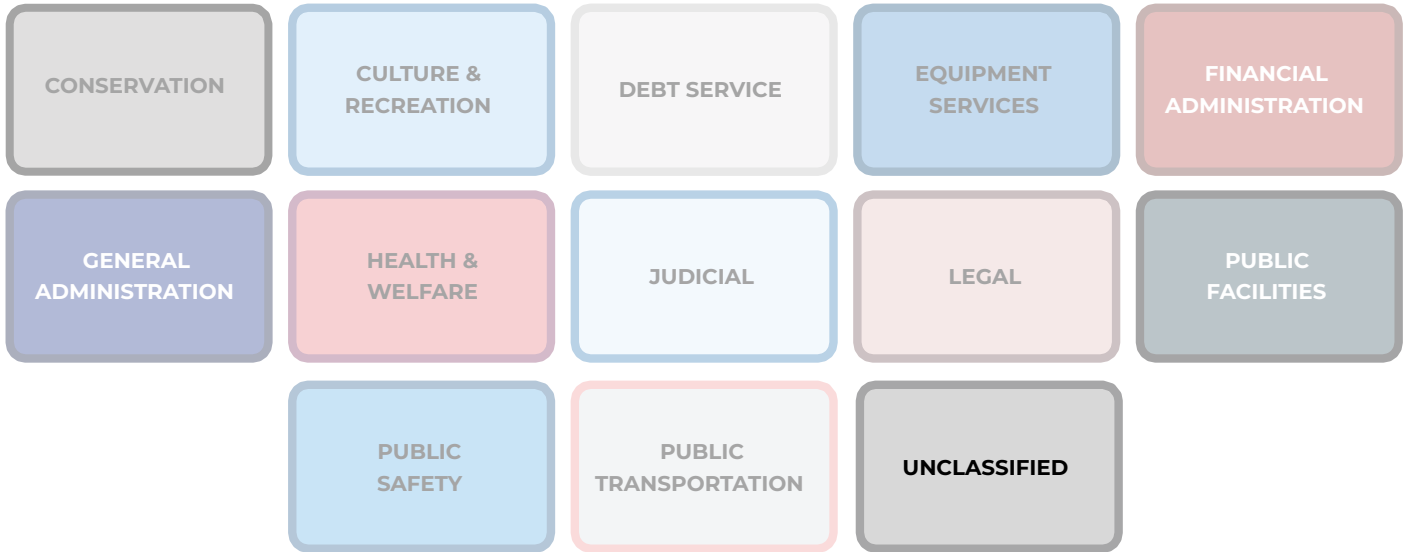 CONSERVATION
CULTURE &
RECREATION
DEBT SERVICE
EQUIPMENT
SERVICES
FINANCIAL
ADMINISTRATION
GENERAL
ADMINISTRATION
HEALTH &
WELFARE
JUDICIAL
LEGAL
PUBLIC
FACILITIES
PUBLIC
SAFETY
PUBLIC
TRANSPORTATION
UNCLASSIFIED